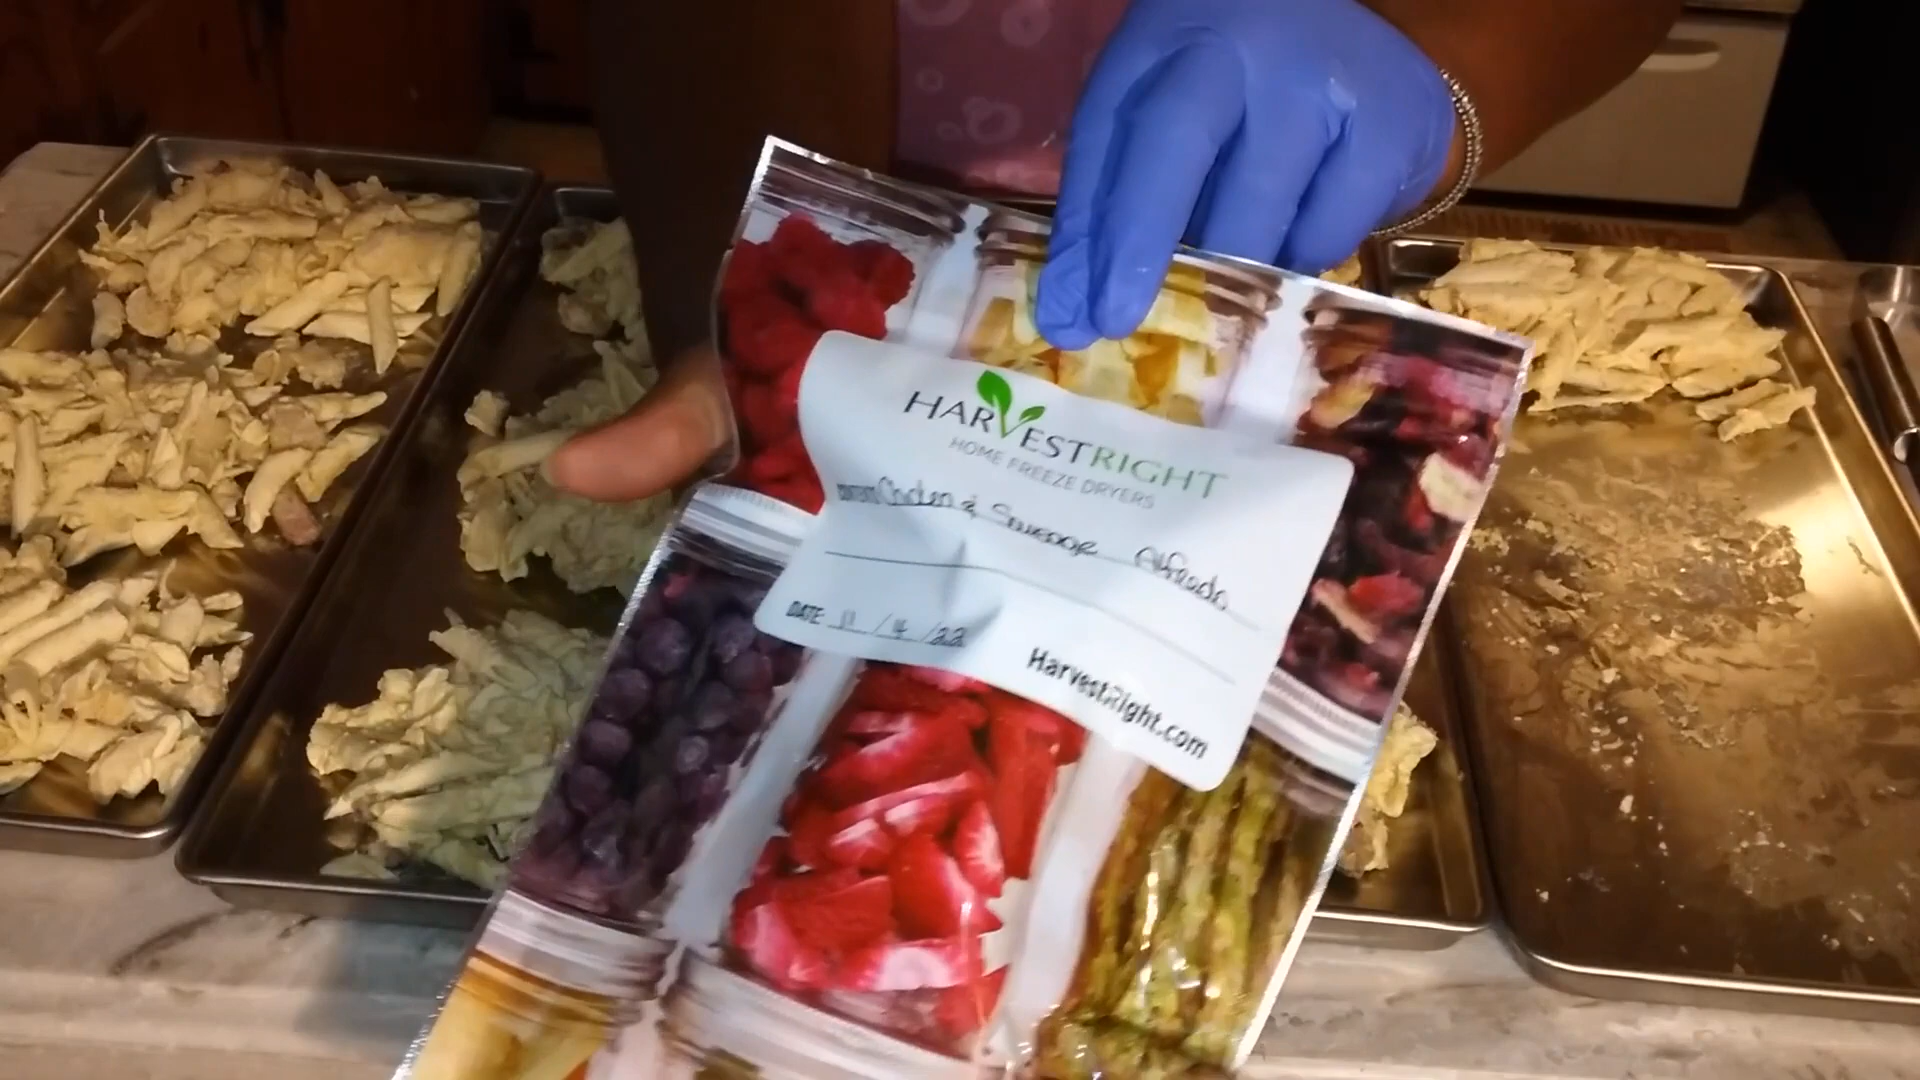 HARVESTRIGHT
HOME FREEZE DRYERS
Chicken & Sausage Alfredo
DATE 11/4/22
HarvestRight.com